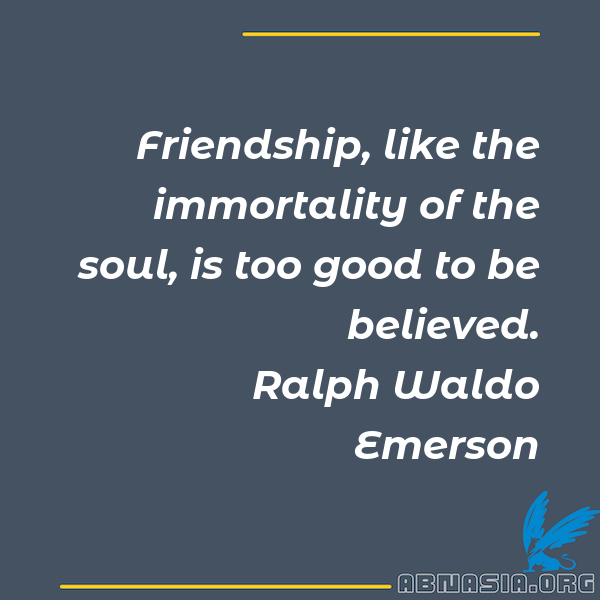 Friendship, like the
immortality of the
soul, is too good to be
believed.
Ralph Waldo
Emerson
ABNASIA.ORG